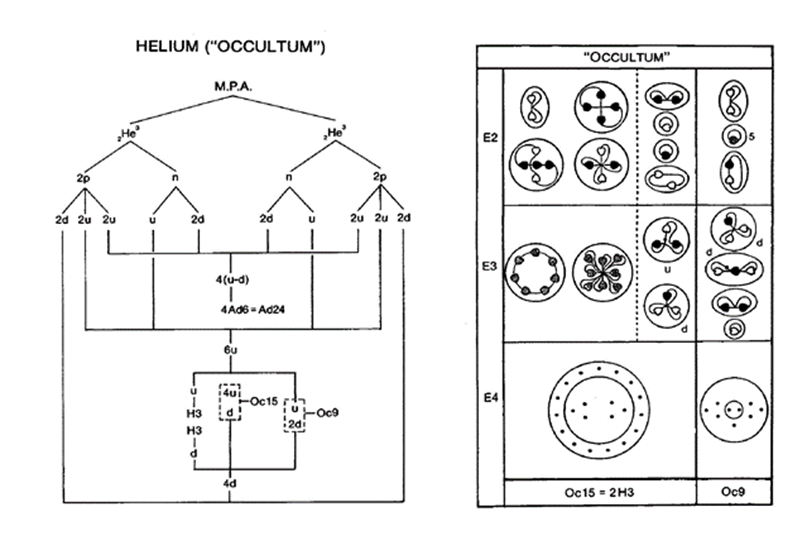 HELIUM ("OCCULTUM")
M.P.A.
₂He³ ₂He³
2p n n 2p
2d 2u 2u u 2d 2d u 2u 2u 2d
4(u-d)
4Ad6 = Ad24
6u
u 4u Oc15 u Oc9
H3 d 2d
H3
d
4d
"OCCULTUM"
E2
5
E3
d d
u
d
E4
Oc15 = 2H3 Oc9